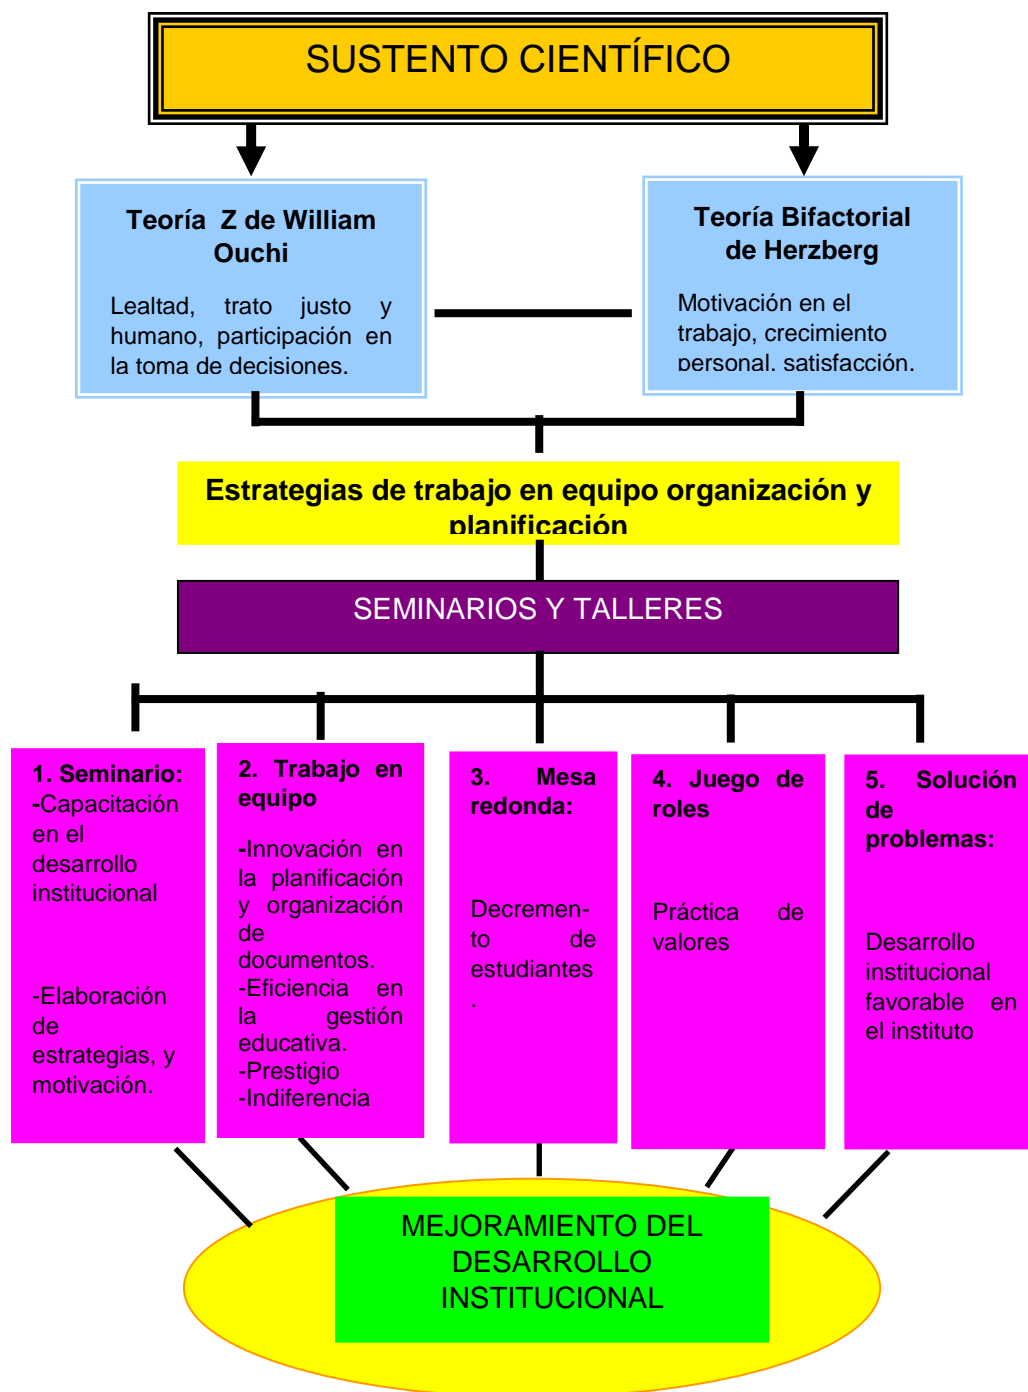 SUSTENTO CIENTÍFICO
Teoría Z de William
Ouchi
Lealtad, trato justo y
humano, participación en
la toma de decisiones.
Teoría Bifactorial
de Herzberg
Motivación en el
trabajo, crecimiento
personal, satisfacción.
Estrategias de trabajo en equipo organización y
planificación
SEMINARIOS Y TALLERES
1. Seminario:
-Capacitación
en el
desarrollo
institucional
-Elaboración
de
estrategias, y
motivación.
2. Trabajo en
equipo
-Innovación en
la planificación
y organización
de
documentos.
-Eficiencia en
la gestión
educativa.
-Prestigio
-Indiferencia
3. Mesa
redonda:
Decremen-
to de
estudiantes
.
4. Juego de
roles
Práctica de
valores
5. Solución
de
problemas:
Desarrollo
institucional
favorable en
el instituto
MEJORAMIENTO DEL
DESARROLLO
INSTITUCIONAL